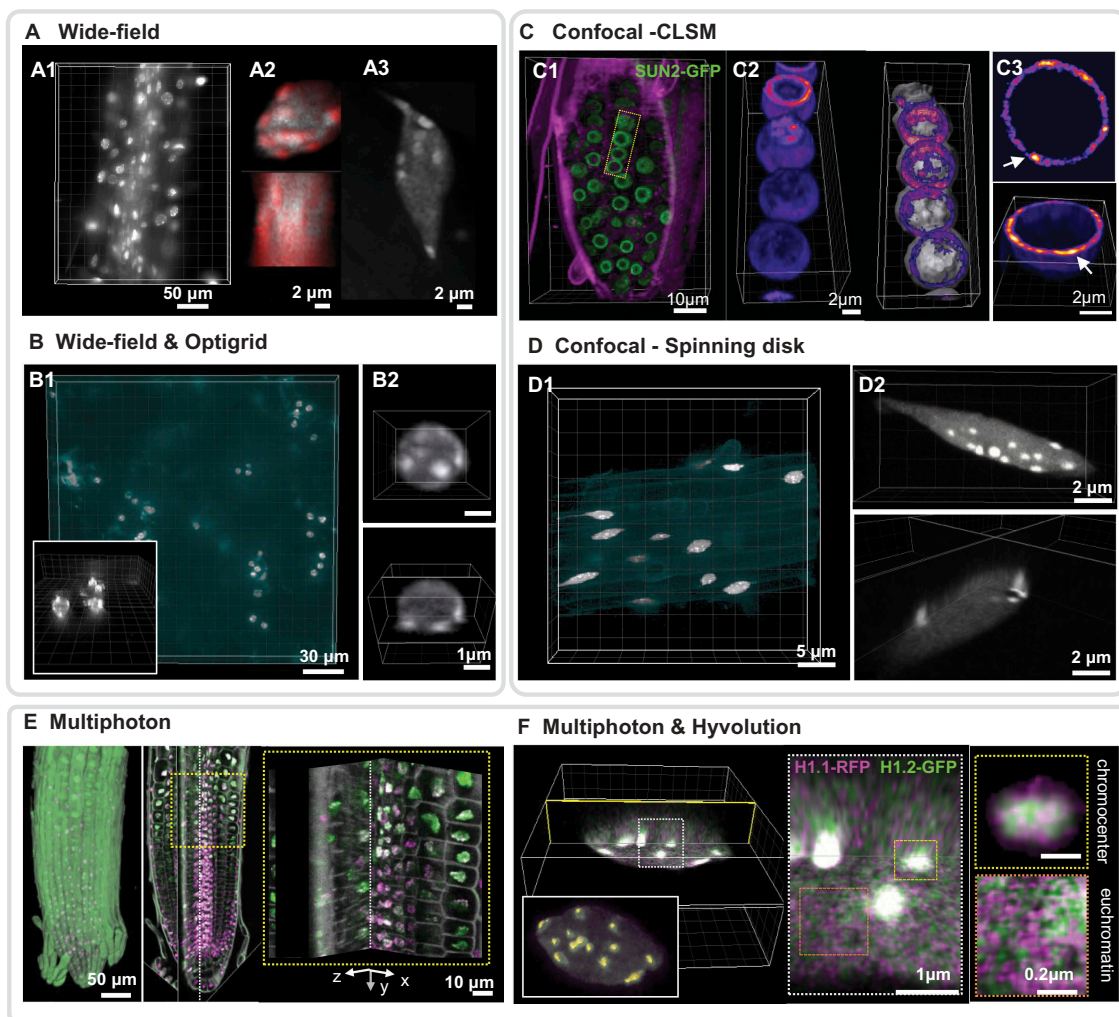 A Wide-field
A1
A2
A3
50 µm
2 µm
2 µm
B Wide-field & Optigrid
B1
B2
30 µm
1µm
C Confocal -CLSM
C1
SUN2-GFP
C2
C3
10µm
2µm
2µm
D Confocal - Spinning disk
D1
D2
5 µm
2 µm
2 µm
E Multiphoton
50 µm
z
y
x
10 µm
F Multiphoton & Hyvolution
H1.1-RFP
H1.2-GFP
1µm
chromocenter
euchromatin
0.2µm